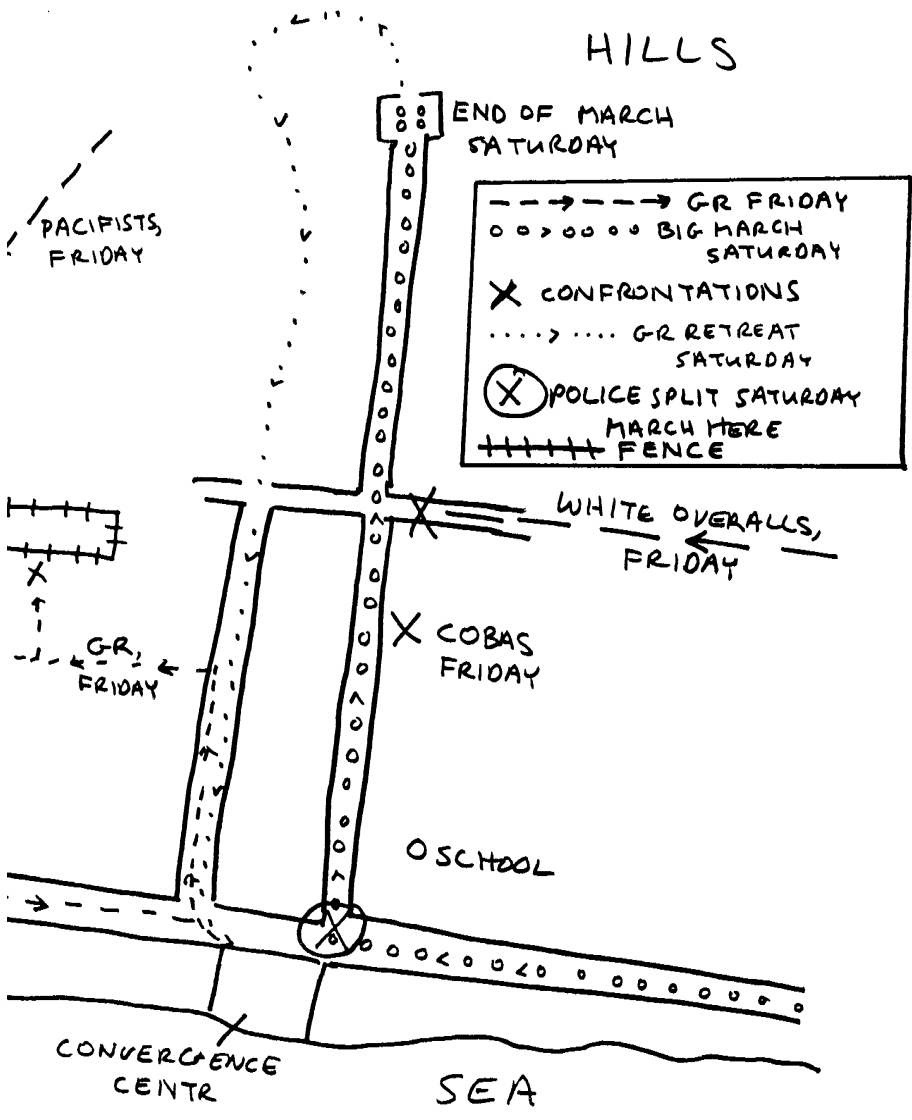 HILLS
END OF MARCH
SATURDAY
PACIFISTS,
FRIDAY
GR FRIDAY
BIG MARCH
SATURDAY
X CONFRONTATIONS
GR RETREAT
SATURDAY
X POLICE SPLIT SATURDAY
MARCH HERE
FENCE
WHITE OVERALLS,
FRIDAY
COBAS
FRIDAY
GR,
FRIDAY
SCHOOL
CONVERGENCE
CENTR
SEA